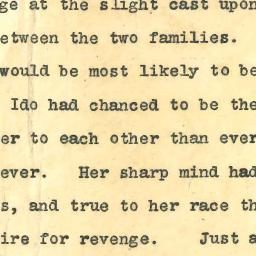 ge at the slight cast upon
etween the two families.
would be most likely to be
Ido had chanced to be the
er to each other than ever
ever. Her sharp mind had
s, and true to her race th
ire for revenge. Just a